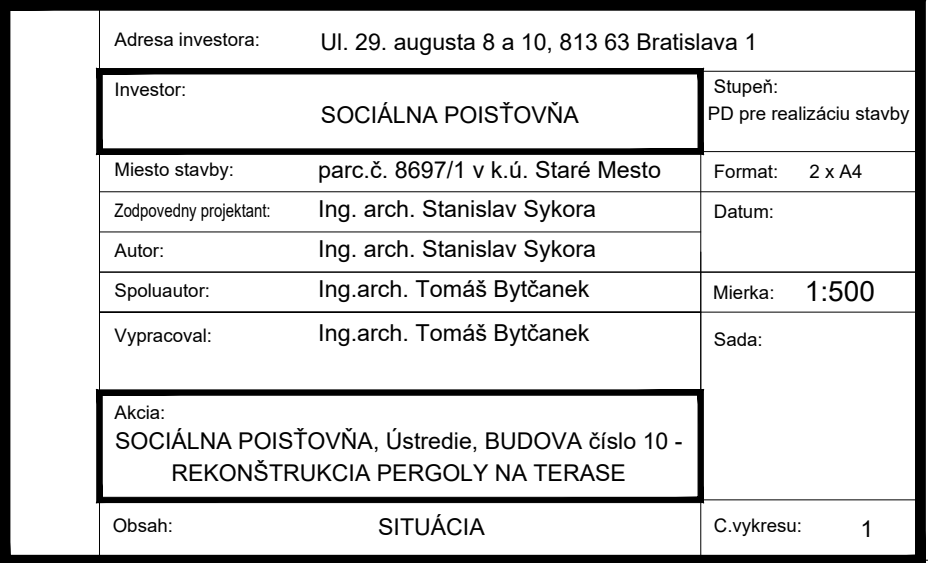 Adresa investora: Ul. 29. augusta 8 a 10, 813 63 Bratislava 1
Investor:
SOCIÁLNA POISŤOVŇA
Stupeň:
PD pre realizáciu stavby
Miesto stavby: parc.č. 8697/1 v k.ú. Staré Mesto
Format: 2 x A4
Zodpovedny projektant: Ing. arch. Stanislav Sykora
Datum:
Autor: Ing. arch. Stanislav Sykora
Spoluautor: Ing.arch. Tomáš Bytčanek
Mierka: 1:500
Vypracoval: Ing.arch. Tomáš Bytčanek
Sada:
Akcia:
SOCIÁLNA POISŤOVŇA, Ústredie, BUDOVA číslo 10 -
REKONŠTRUKCIA PERGOLY NA TERASE
Obsah: SITUÁCIA
C.vykresu: 1